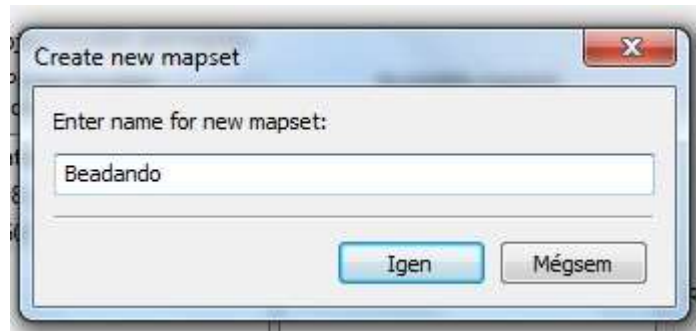 Create new mapset
Enter name for new mapset:
Beadando
Igen
Mégsem